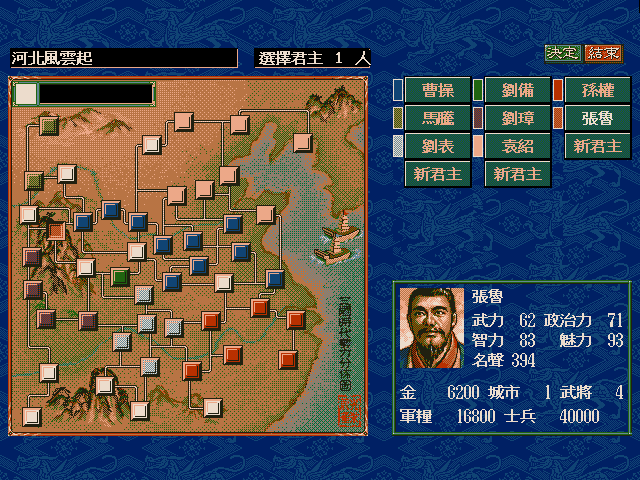 河北風雲起
選擇君主 1 人
決定 結束
曹操 劉備 孫權
馬騰 劉璋 張魯
劉表 袁紹 新君主
新君主 新君主
張魯
武力 62 政治力 71
智力 83 魅力 93
名聲 394
金 6200 城市 1 武將 4
軍糧 16300 士兵 40000